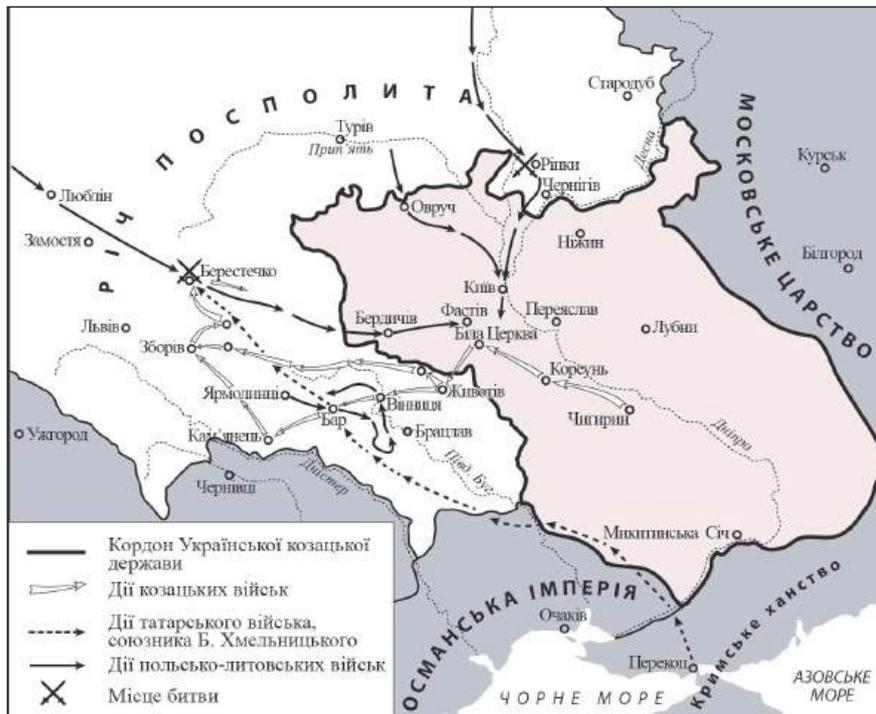 РІЧ ПОСПОЛИТА
МОСКОВСЬКЕ ЦАРСТВО
Стародуб
Турів
Прип'ять
Десна
Ріпки
Чернігів
Курськ
Люблін
Овруч
Замостя
Ніжин
Білгород
Берестечко
Київ
Фастів
Переяслав
Бердичів
Біла Церква
Лубни
Львів
Зборів
Корсунь
Животів
Ярмолинці
Вінниця
Бар
Чигирин
Ужгород
Кам'янець
Брацлав
Дніпро
Півд. Буг
Чернівці
Дністер
Микитинська Січ
ОСМАНСЬКА ІМПЕРІЯ
Кримське ханство
Очаків
Перекоп
ЧОРНЕ МОРЕ
АЗОВСЬКЕ
МОРЕ
Кордон Української козацької
держави
Дії козацьких військ
Дії татарського війська,
союзника Б. Хмельницького
Дії польсько-литовських військ
Місце битви